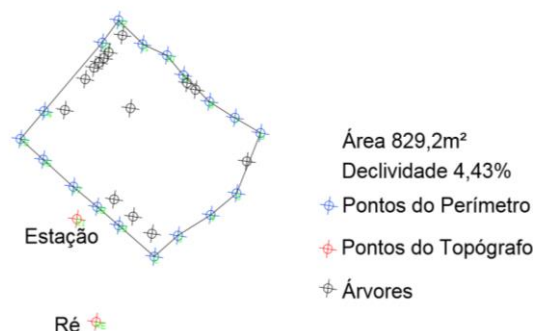 Área 829,2m²
Declividade 4,43%
Pontos do Perímetro
Estação
Pontos do Topógrafo
Árvores
Ré